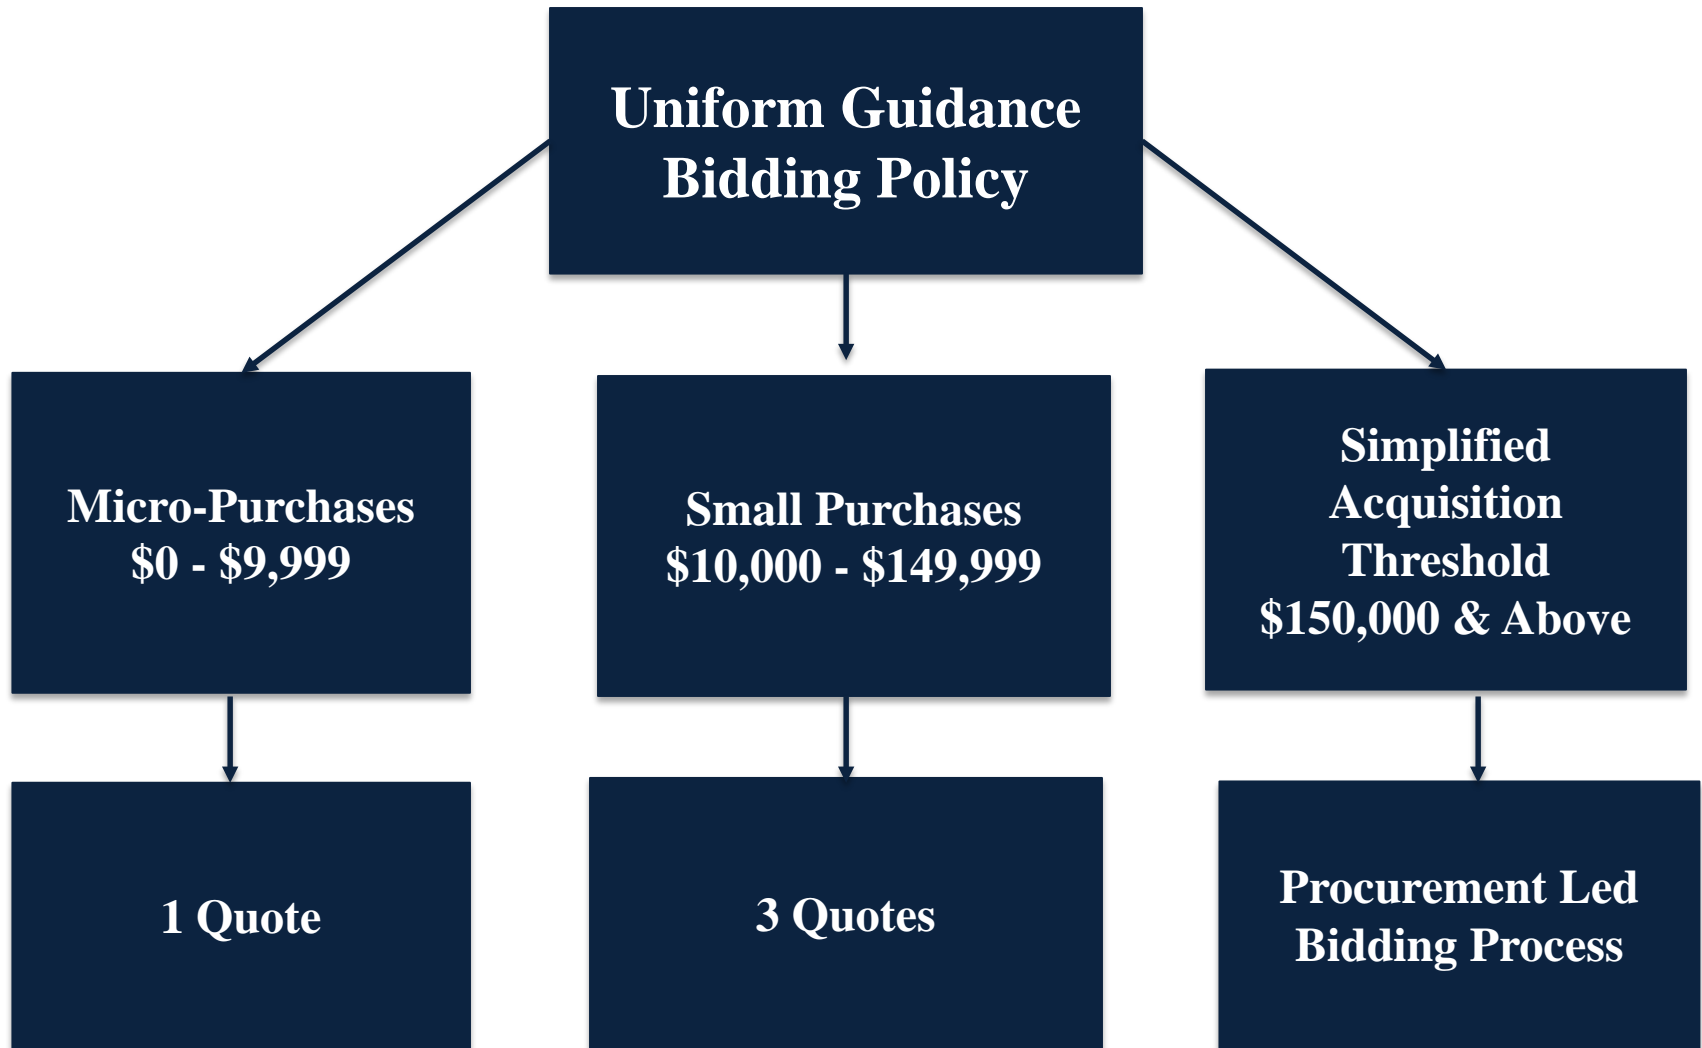 Uniform Guidance
Bidding Policy
Micro-Purchases
$0 - $9,999
Small Purchases
$10,000 - $149,999
Simplified
Acquisition
Threshold
$150,000 & Above
1 Quote
3 Quotes
Procurement Led
Bidding Process